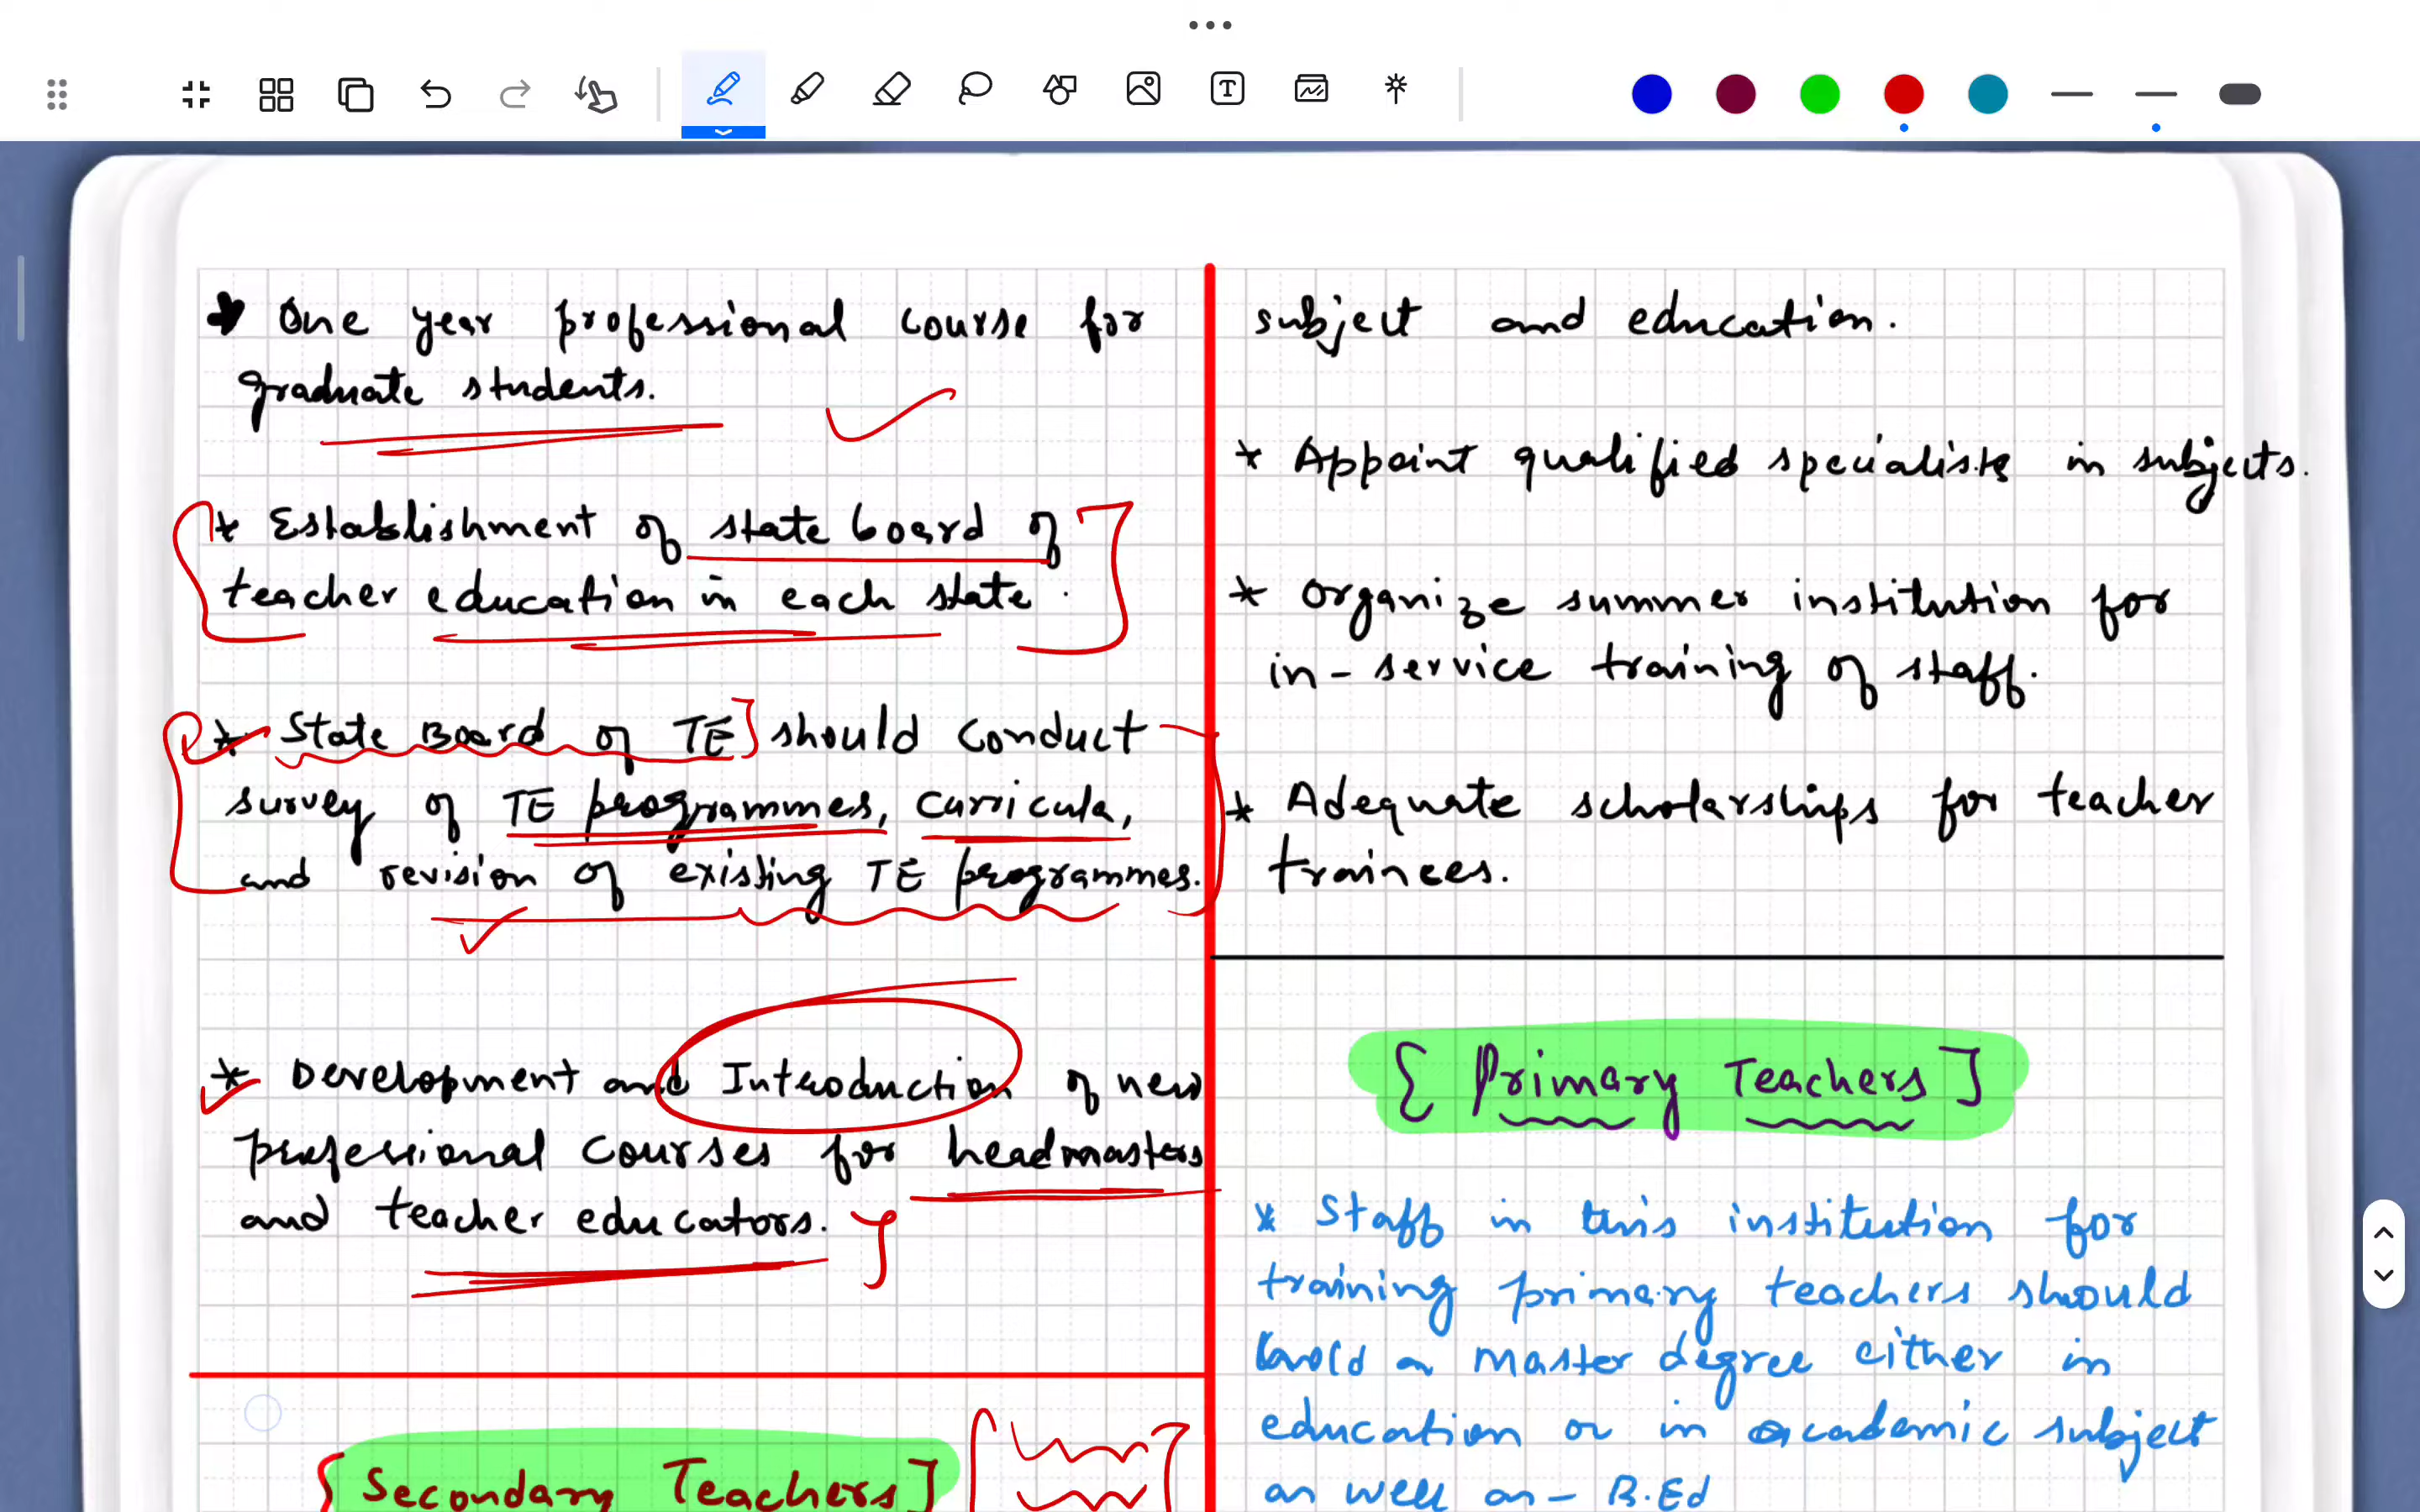 One year professional course for
graduate students.
* Establishment of state board of
teacher education in each state.
* State Board of TE] should conduct
survey of TE programmes, curricula,
and revision of existing TE programmes.
* Development and Introduction of new
professional courses for headmasters
and teacher educators.
{ Secondary Teachers ]
subject and education.
* Appoint qualified specialists in subjects.
* Organize summer institution for
in-service training of staff.
* Adequate scholarships for teacher
trainees.
{ Primary Teachers ]
* Staff in this institution for
training primary teachers should
hold a master degree either in
education or in academic subject
as well as - B.Ed